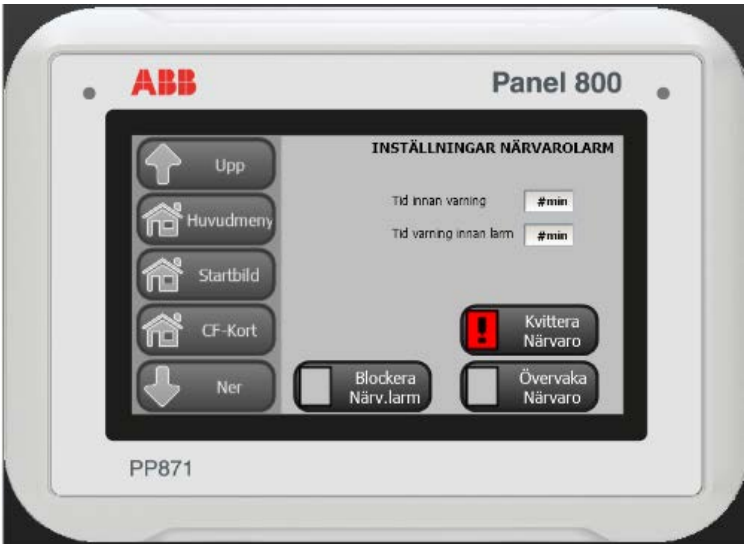 ABB
Panel 800
Upp
Huvudmeny
Startbild
CF-Kort
Ner
INSTÄLLNINGAR NÄRVAROLARM
Tid innan varning #min
Tid varning innan larm #min
Kvittera
Närvaro
Blockera
Närv.larm
Övervaka
Närvaro
PP871